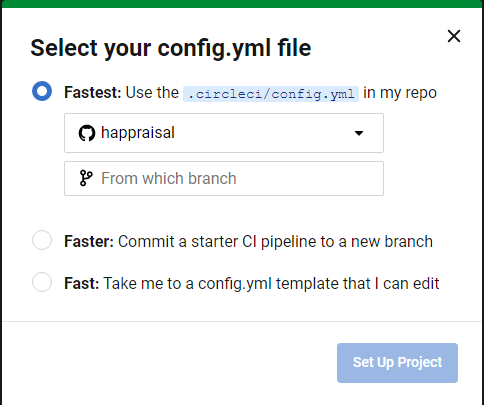 Select your config.yml file
Fastest: Use the .circleci/config.yml in my repo
happraisal
From which branch
Faster: Commit a starter CI pipeline to a new branch
Fast: Take me to a config.yml template that I can edit
Set Up Project